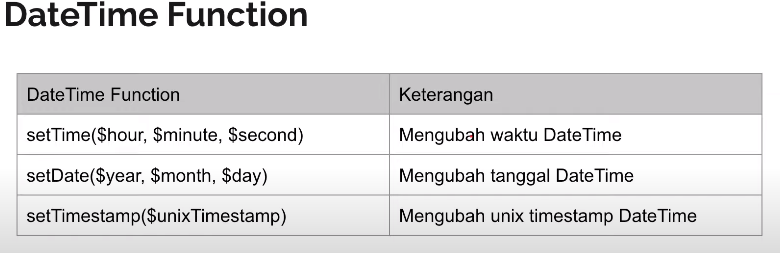 DateTime Function
DateTime Function Keterangan
setTime($hour, $minute, $second) Mengubah waktu DateTime
setDate($year, $month, $day) Mengubah tanggal DateTime
setTimestamp($unixTimestamp) Mengubah unix timestamp DateTime